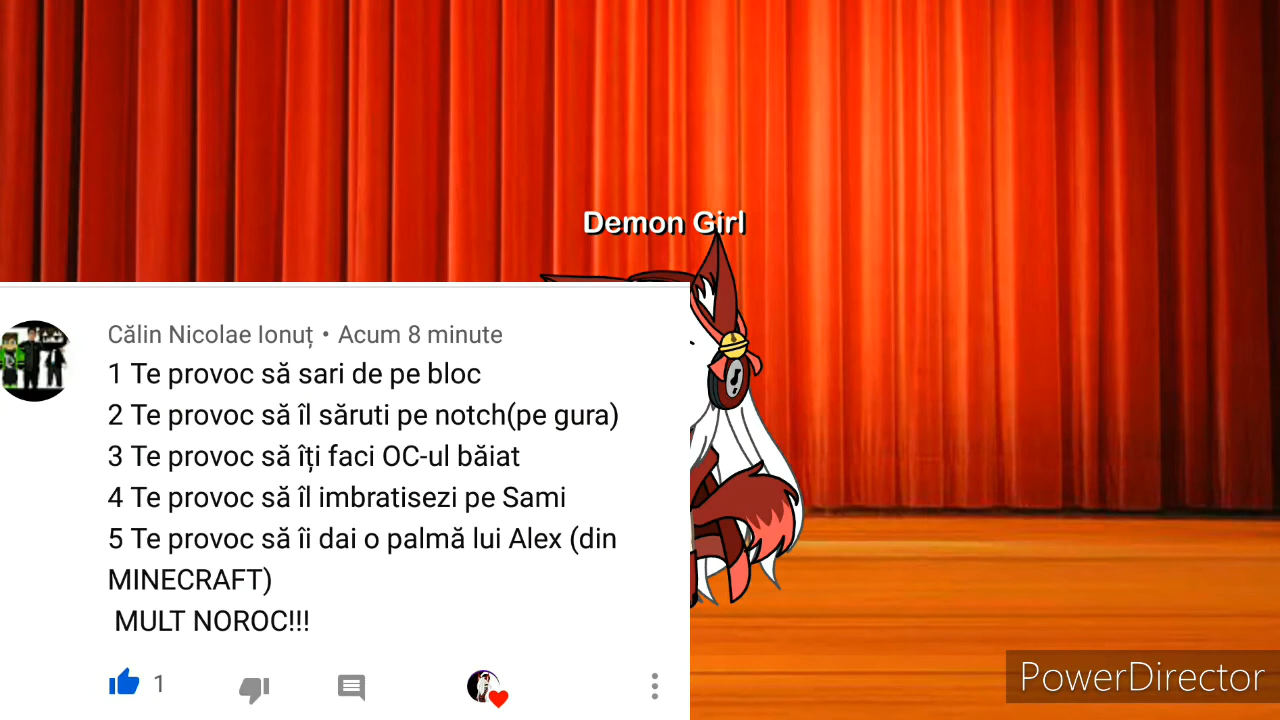 Demon Girl
Călin Nicolae Ionuț • Acum 8 minute
1 Te provoc să sari de pe bloc
2 Te provoc să îl săruti pe notch(pe gura)
3 Te provoc să îți faci OC-ul băiat
4 Te provoc să îl imbratisezi pe Sami
5 Te provoc să îi dai o palmă lui Alex (din
MINECRAFT)
MULT NOROC!!!
1
PowerDirector